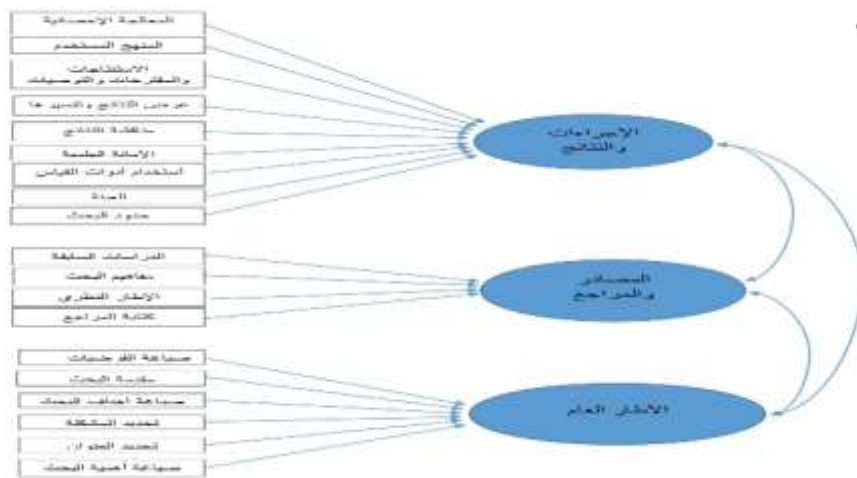 المعالجة الإحصائية
المنهج المستخدم
الاستنتاجات
والمقترحات والتوصيات
عرض النتائج وتفسيرها
مناقشة النتائج
الأمانة العلمية
استخدام أدوات القياس
الجدة
حدود البحث
الإجراءات
والنتائج
الدراسات السابقة
مفاهيم البحث
الإطار النظري
كتابة المراجع
المصادر
والمراجع
صياغة الفرضيات
مقدمة البحث
صياغة أهداف البحث
تحديد المشكلة
تحديد العنوان
صياغة أهمية البحث
الأطار العام